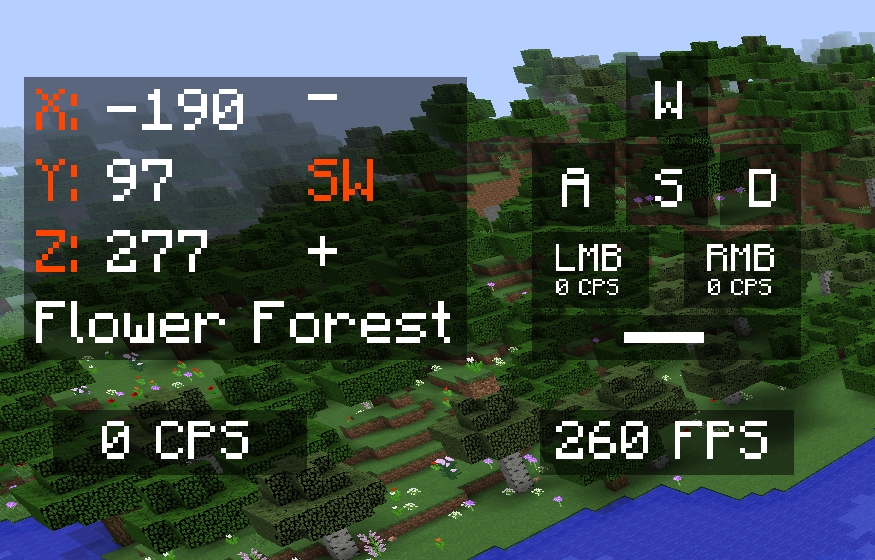 X: -190 -
Y: 97 SW
Z: 277 +
Flower Forest
0 CPS
W
A S D
LMB RMB
0 CPS 0 CPS
260 FPS